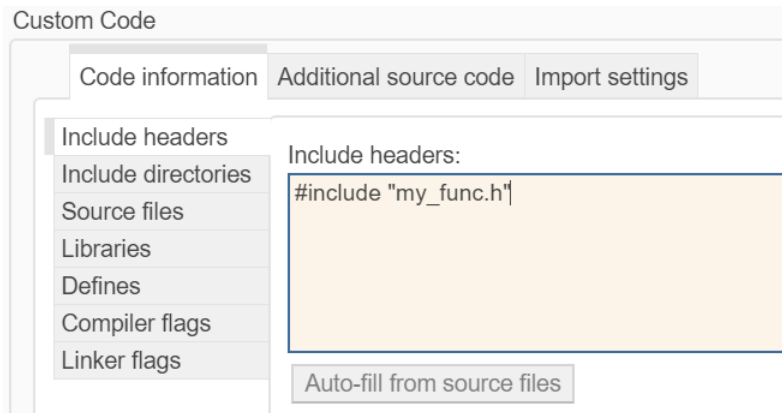 Custom Code
Code information
Additional source code
Import settings
Include headers
Include directories
Source files
Libraries
Defines
Compiler flags
Linker flags
Include headers:
#include "my_func.h"
Auto-fill from source files